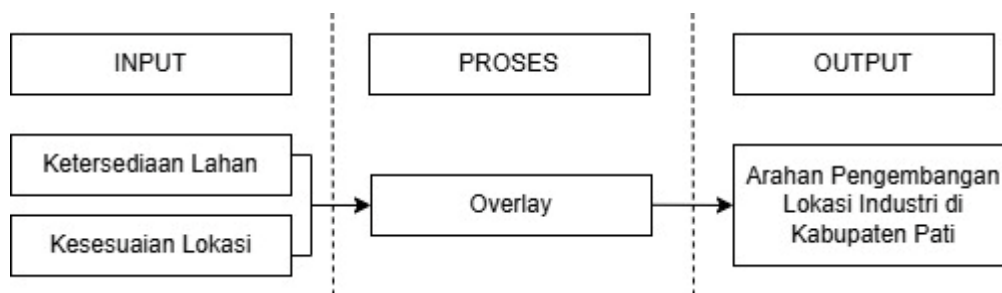 INPUT
PROSES
OUTPUT
Ketersediaan Lahan
Kesesuaian Lokasi
Overlay
Arahan Pengembangan
Lokasi Industri di
Kabupaten Pati